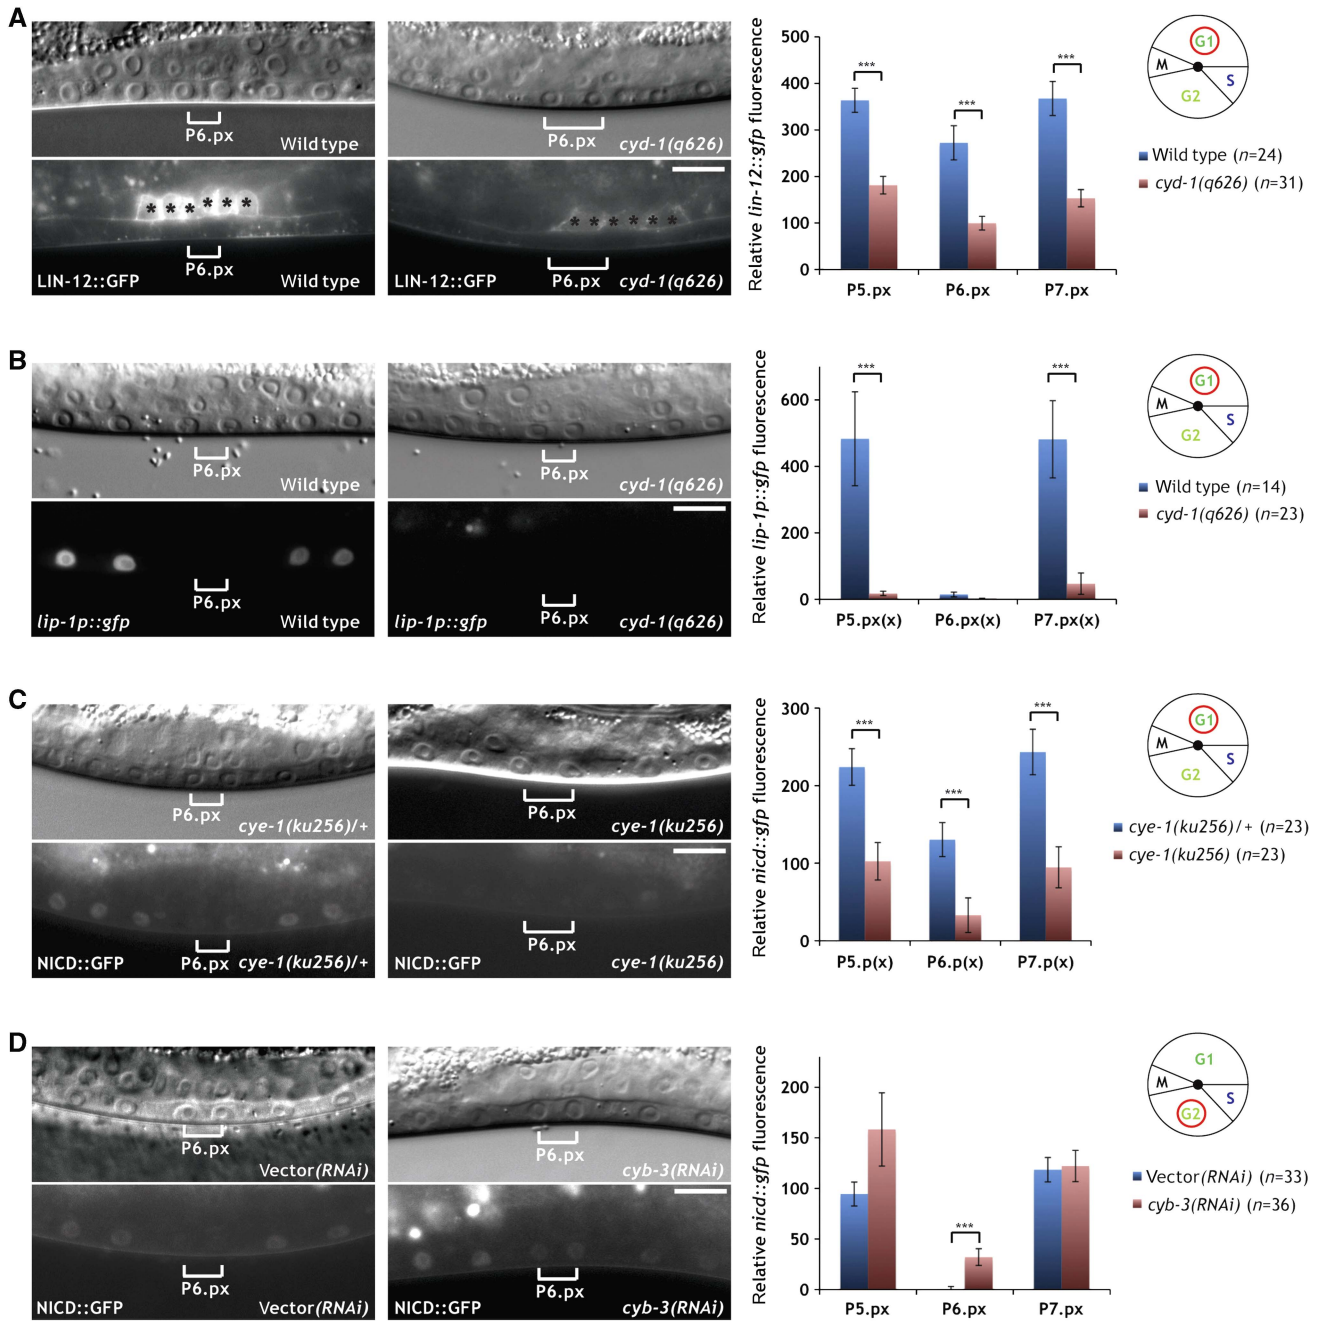 A
P6.px
Wild type
P6.px
cyd-1(q626)
* * * * * *
P6.px
LIN-12::GFP
Wild type
* * * * * *
P6.px
LIN-12::GFP
cyd-1(q626)
Relative lin-12::gfp fluorescence
500
400
300
200
100
0
***
***
***
P5.px
P6.px
P7.px
G1
M
S
G2
Wild type (n=24)
cyd-1(q626) (n=31)
B
P6.px
Wild type
P6.px
cyd-1(q626)
P6.px
lip-1p::gfp
Wild type
P6.px
lip-1p::gfp
cyd-1(q626)
Relative lip-1p::gfp fluorescence
600
400
200
0
***
***
P5.px(x)
P6.px(x)
P7.px(x)
G1
M
S
G2
Wild type (n=14)
cyd-1(q626) (n=23)
C
P6.px
cye-1(ku256)/+
P6.px
cye-1(ku256)
P6.px
NICD::GFP
cye-1(ku256)/+
P6.px
NICD::GFP
cye-1(ku256)
Relative nicd::gfp fluorescence
300
200
100
0
***
***
***
P5.p(x)
P6.p(x)
P7.p(x)
G1
M
S
G2
cye-1(ku256)/+ (n=23)
cye-1(ku256) (n=23)
D
P6.px
Vector(RNAi)
P6.px
cyb-3(RNAi)
P6.px
NICD::GFP
Vector(RNAi)
P6.px
NICD::GFP
cyb-3(RNAi)
Relative nicd::gfp fluorescence
200
150
100
50
0
***
P5.px
P6.px
P7.px
G1
M
S
G2
Vector(RNAi) (n=33)
cyb-3(RNAi) (n=36)